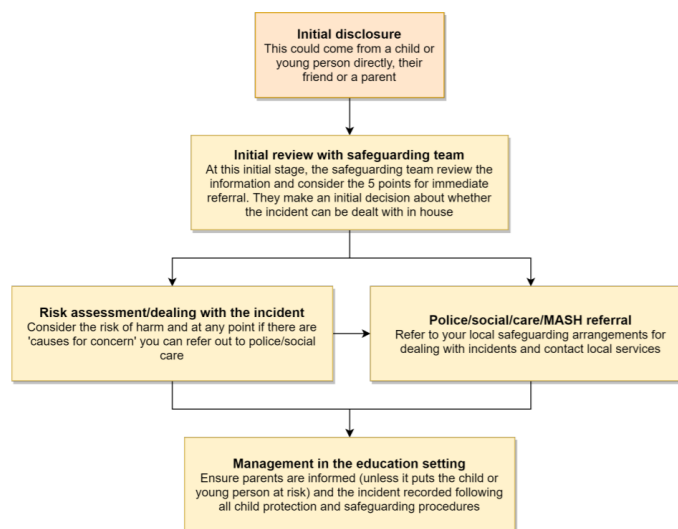 Initial disclosure
This could come from a child or
young person directly, their
friend or a parent
Initial review with safeguarding team
At this initial stage, the safeguarding team review the
information and consider the 5 points for immediate
referral. They make an initial decision about whether
the incident can be dealt with in house
Risk assessment/dealing with the incident
Consider the risk of harm and at any point if there are
'causes for concern' you can refer out to police/social
care
Police/social/care/MASH referral
Refer to your local safeguarding arrangements for
dealing with incidents and contact local services
Management in the education setting
Ensure parents are informed (unless it puts the child or
young person at risk) and the incident recorded following
all child protection and safeguarding procedures